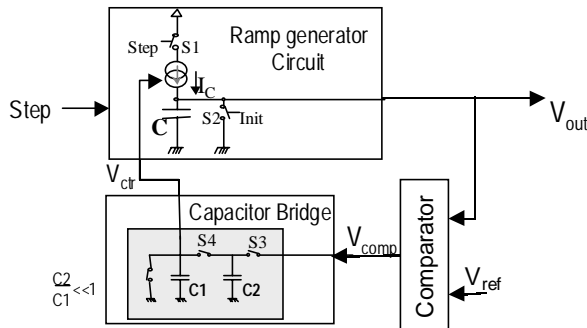 Ramp generator
Circuit
Step
S1
I_C
C
S2
Init
Step
V_out
V_ctr
Capacitor Bridge
S4
S3
C1
C2
C2
C1 <<1
V_comp
Comparator
V_ref